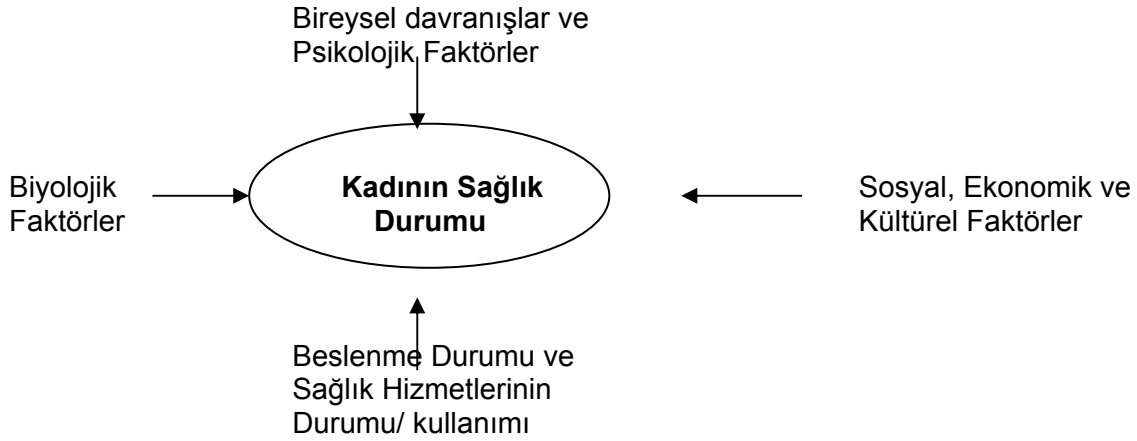 Bireysel davranışlar ve
Psikolojik Faktörler
Biyolojik
Faktörler
Kadının Sağlık
Durumu
Sosyal, Ekonomik ve
Kültürel Faktörler
Beslenme Durumu ve
Sağlık Hizmetlerinin
Durumu/ kullanımı